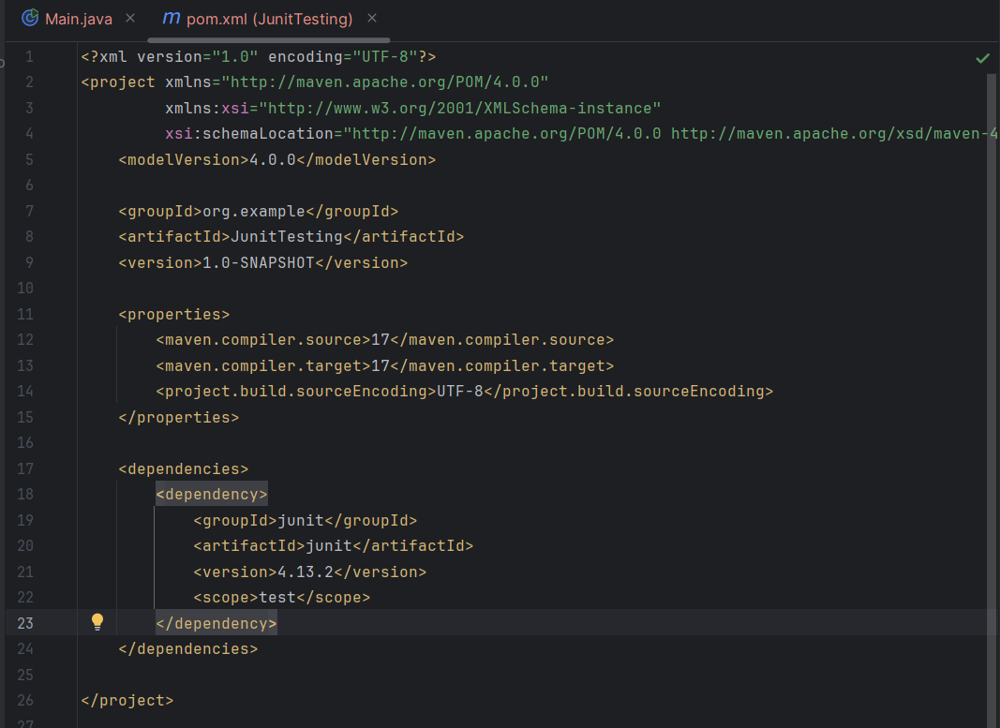 Main.java
pom.xml (JunitTesting)
1 <?xml version="1.0" encoding="UTF-8"?>
2 <project xmlns="http://maven.apache.org/POM/4.0.0"
3 xmlns:xsi="http://www.w3.org/2001/XMLSchema-instance"
4 xsi:schemaLocation="http://maven.apache.org/POM/4.0.0 http://maven.apache.org/xsd/maven-4
5 <modelVersion>4.0.0</modelVersion>
6
7 <groupId>org.example</groupId>
8 <artifactId>JunitTesting</artifactId>
9 <version>1.0-SNAPSHOT</version>
10
11 <properties>
12 <maven.compiler.source>17</maven.compiler.source>
13 <maven.compiler.target>17</maven.compiler.target>
14 <project.build.sourceEncoding>UTF-8</project.build.sourceEncoding>
15 </properties>
16
17 <dependencies>
18 <dependency>
19 <groupId>junit</groupId>
20 <artifactId>junit</artifactId>
21 <version>4.13.2</version>
22 <scope>test</scope>
23 </dependency>
24 </dependencies>
25
26 </project>
27